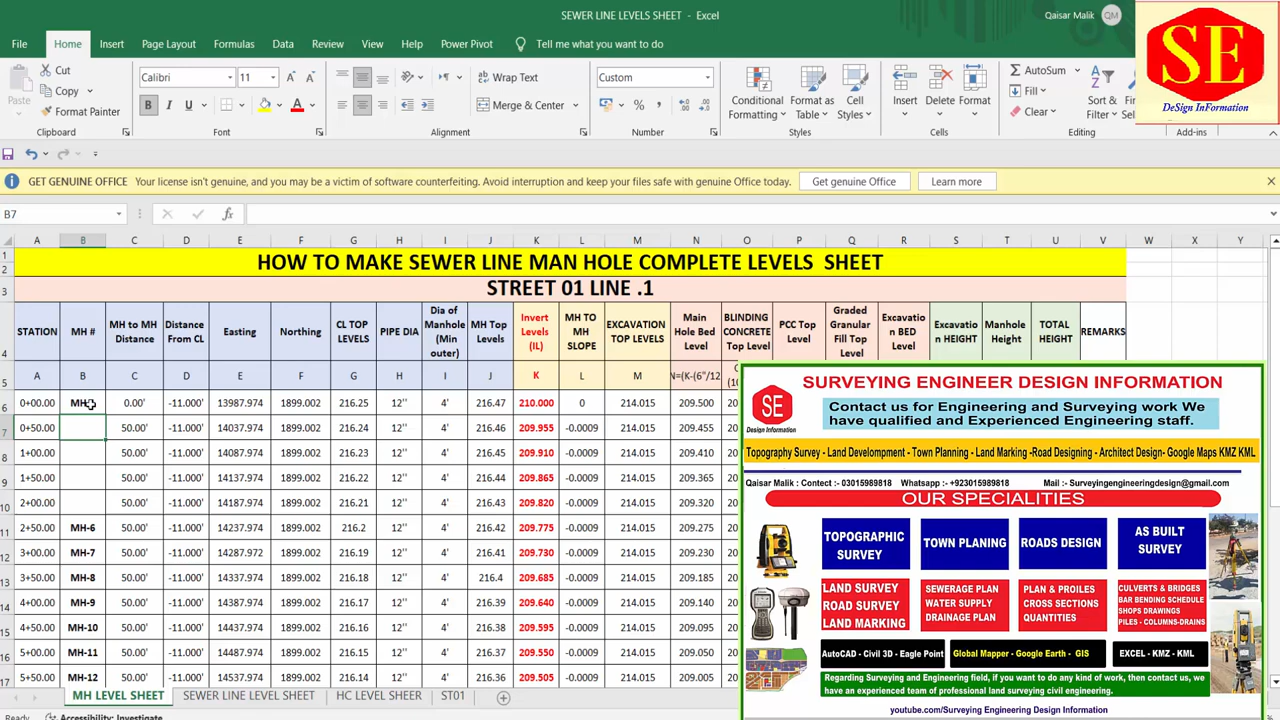 SEWER LINE LEVELS SHEET - Excel
Qaisar Malik QM
SE
DeSign InFormation
File Home Insert Page Layout Formulas Data Review View Help Power Pivot Tell me what you want to do
Paste Cut Copy Format Painter Clipboard
Calibri 11 B I U A Font
Wrap Text Merge & Center Alignment
Custom % , Number
Conditional Formatting Format as Table Cell Styles Styles
Insert Delete Format Cells
AutoSum Fill Clear Sort & Filter Editing Add-ins
GET GENUINE OFFICE Your license isn't genuine, and you may be a victim of software counterfeiting. Avoid interruption and keep your files safe with genuine Office today. Get genuine Office Learn more
B7 fx
A B C D E F G H I J K L M N O P Q R S T U V W X Y
1 HOW TO MAKE SEWER LINE MAN HOLE COMPLETE LEVELS SHEET
2
3 STREET 01 LINE .1
4 STATION MH # MH to MH Distance Distance From CL Easting Northing CL TOP LEVELS PIPE DIA Dia of Manhole (Min outer) MH Top Levels Invert Levels (IL) MH TO MH SLOPE EXCAVATION TOP LEVELS Main Hole Bed Level BLINDING CONCRETE Top Level PCC Top Level Graded Granular Fill Top Level Excavatio n BED Level Excavatio n HEIGHT Manhole Height TOTAL HEIGHT REMARKS
5 A B C D E F G H I J K L M N=(K-(6"/12
6 0+00.00 MH- 0.00' -11.000' 13987.974 1899.002 216.25 12'' 4' 216.47 210.000 0 214.015 209.500
7 0+50.00 50.00' -11.000' 14037.974 1899.002 216.24 12'' 4' 216.46 209.955 -0.0009 214.015 209.455
8 1+00.00 50.00' -11.000' 14087.974 1899.002 216.23 12'' 4' 216.45 209.910 -0.0009 214.015 209.410
9 1+50.00 50.00' -11.000' 14137.974 1899.002 216.22 12'' 4' 216.44 209.865 -0.0009 214.015 209.365
10 2+00.00 50.00' -11.000' 14187.974 1899.002 216.21 12'' 4' 216.43 209.820 -0.0009 214.015 209.320
11 2+50.00 MH-6 50.00' -11.000' 14237.974 1899.002 216.2 12'' 4' 216.42 209.775 -0.0009 214.015 209.275
12 3+00.00 MH-7 50.00' -11.000' 14287.974 1899.002 216.19 12'' 4' 216.41 209.730 -0.0009 214.015 209.230
13 3+50.00 MH-8 50.00' -11.000' 14337.974 1899.002 216.18 12'' 4' 216.4 209.685 -0.0009 214.015 209.185
14 4+00.00 MH-9 50.00' -11.000' 14387.974 1899.002 216.17 12'' 4' 216.39 209.640 -0.0009 214.015 209.140
15 4+50.00 MH-10 50.00' -11.000' 14437.974 1899.002 216.16 12'' 4' 216.38 209.595 -0.0009 214.015 209.095
16 5+00.00 MH-11 50.00' -11.000' 14487.974 1899.002 216.15 12'' 4' 216.37 209.550 -0.0009 214.015 209.050
17 5+50.00 MH-12 50.00' -11.000' 14537.974 1899.002 216.14 12'' 4' 216.36 209.505 -0.0009 214.015 209.005
SURVEYING ENGINEER DESIGN INFORMATION
SE
Design Information
Contact us for Engineering and Surveying work We
have qualified and Experienced Engineering staff.
Topography Survey - Land Develompment - Town Planning - Land Marking -Road Designing - Architect Design- Google Maps KMZ KML
Qaisar Malik : Contect :- 03015989818 Whatsapp :- +923015989818 Mail :- Surveyingengineeringdesign@gmail.com
OUR SPECIALITIES
TOPOGRAPHIC SURVEY TOWN PLANING ROADS DESIGN AS BUILT SURVEY
LAND SURVEY
ROAD SURVEY
LAND MARKING
SEWERAGE PLAN
WATER SUPPLY
DRAINAGE PLAN
PLAN & PROILES
CROSS SECTIONS
QUANTITIES
CULVERTS & BRIDGES
BAR BENDING SCHEDULE
SHOPS DRAWINGS
PILES - COLUMNS-DRAINS
AutoCAD - Civil 3D - Eagle Point Global Mapper - Google Earth - GIS EXCEL - KMZ - KML
Regarding Surveying and Engineering field, if you want to do any kind of work, then contact us, we
have an experienced team of professional land surveying civil engineering.
youtube.com/Surveying Engineering Design Information
MH LEVEL SHEET SEWER LINE LEVEL SHEET HC LEVEL SHEER ST01
Ready Accessibility: Investigate